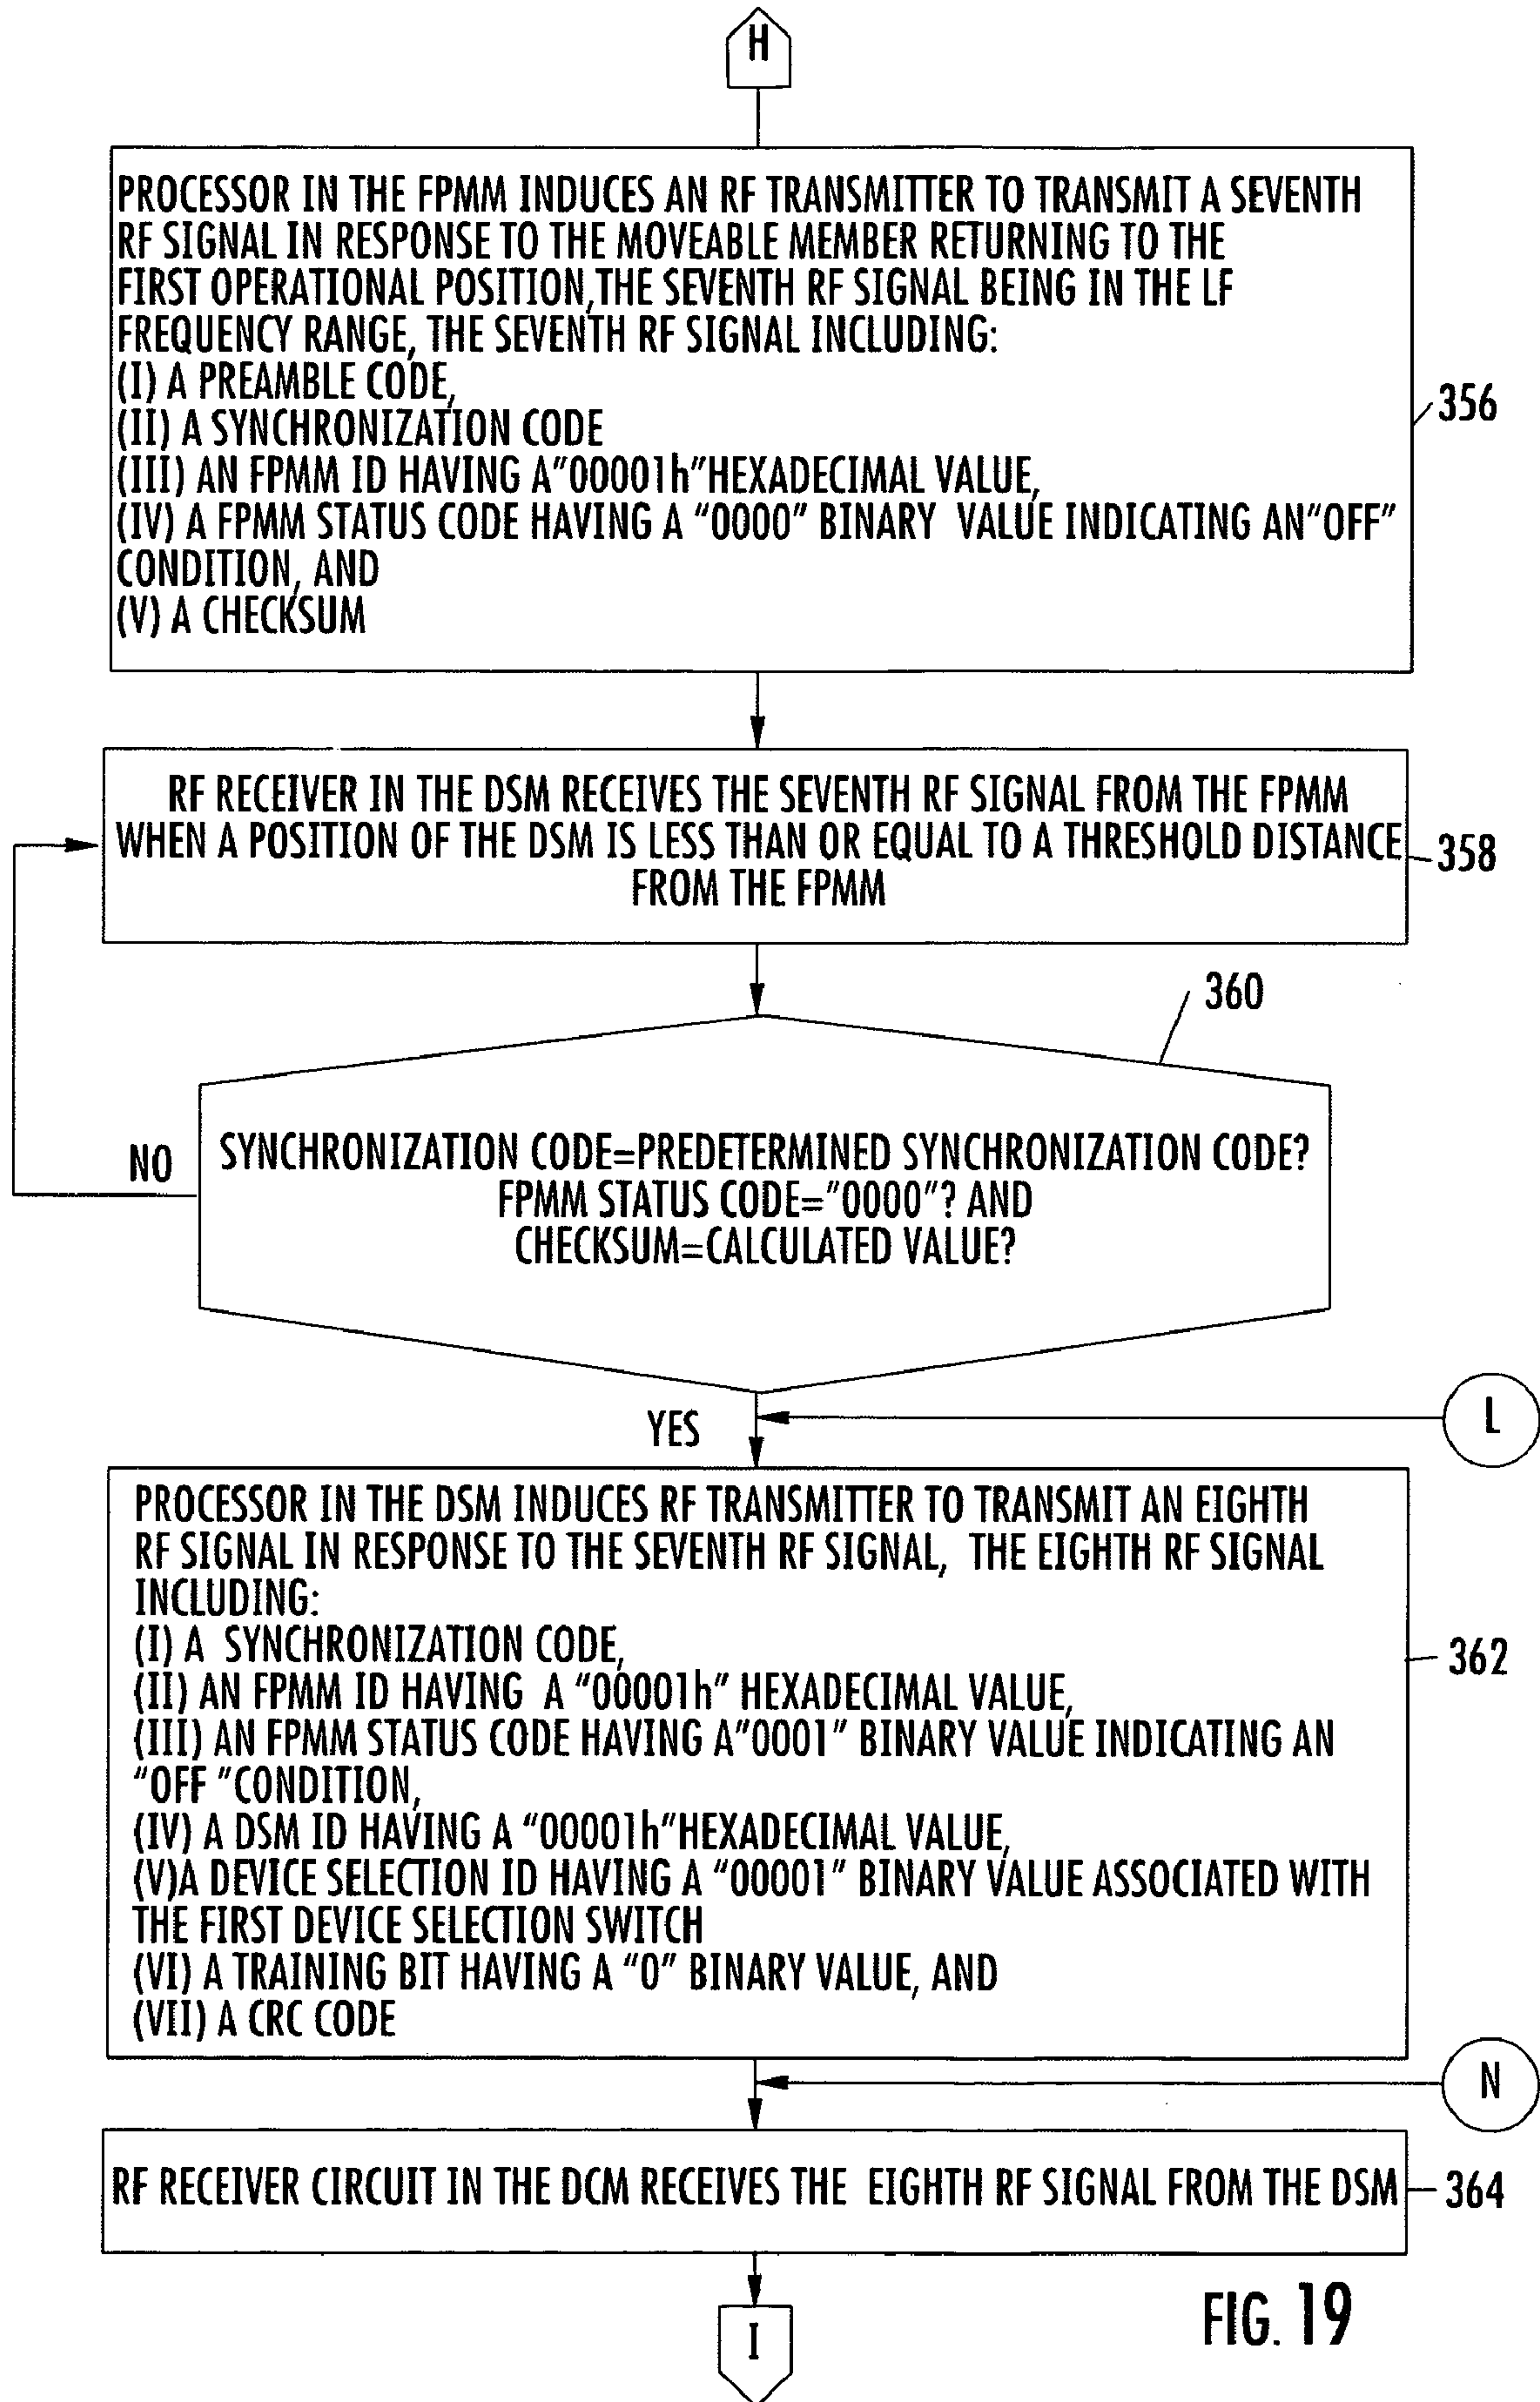 H
PROCESSOR IN THE FPMM INDUCES AN RF TRANSMITTER TO TRANSMIT A SEVENTH
RF SIGNAL IN RESPONSE TO THE MOVEABLE MEMBER RETURNING TO THE
FIRST OPERATIONAL POSITION,THE SEVENTH RF SIGNAL BEING IN THE LF
FREQUENCY RANGE, THE SEVENTH RF SIGNAL INCLUDING:
(I) A PREAMBLE CODE,
(II) A SYNCHRONIZATION CODE
(III) AN FPMM ID HAVING A"00001h"HEXADECIMAL VALUE,
(IV) A FPMM STATUS CODE HAVING A "0000" BINARY VALUE INDICATING AN"OFF"
CONDITION, AND
(V) A CHECKSUM
356
RF RECEIVER IN THE DSM RECEIVES THE SEVENTH RF SIGNAL FROM THE FPMM
WHEN A POSITION OF THE DSM IS LESS THAN OR EQUAL TO A THRESHOLD DISTANCE
FROM THE FPMM
358
360
SYNCHRONIZATION CODE=PREDETERMINED SYNCHRONIZATION CODE?
FPMM STATUS CODE="0000"? AND
CHECKSUM=CALCULATED VALUE?
NO
YES
L
PROCESSOR IN THE DSM INDUCES RF TRANSMITTER TO TRANSMIT AN EIGHTH
RF SIGNAL IN RESPONSE TO THE SEVENTH RF SIGNAL, THE EIGHTH RF SIGNAL
INCLUDING:
(I) A SYNCHRONIZATION CODE,
(II) AN FPMM ID HAVING A "00001h" HEXADECIMAL VALUE,
(III) AN FPMM STATUS CODE HAVING A"0001" BINARY VALUE INDICATING AN
"OFF "CONDITION,
(IV) A DSM ID HAVING A "00001h"HEXADECIMAL VALUE,
(V)A DEVICE SELECTION ID HAVING A "00001" BINARY VALUE ASSOCIATED WITH
THE FIRST DEVICE SELECTION SWITCH
(VI) A TRAINING BIT HAVING A "0" BINARY VALUE, AND
(VII) A CRC CODE
362
N
RF RECEIVER CIRCUIT IN THE DCM RECEIVES THE EIGHTH RF SIGNAL FROM THE DSM
364
I
FIG. 19